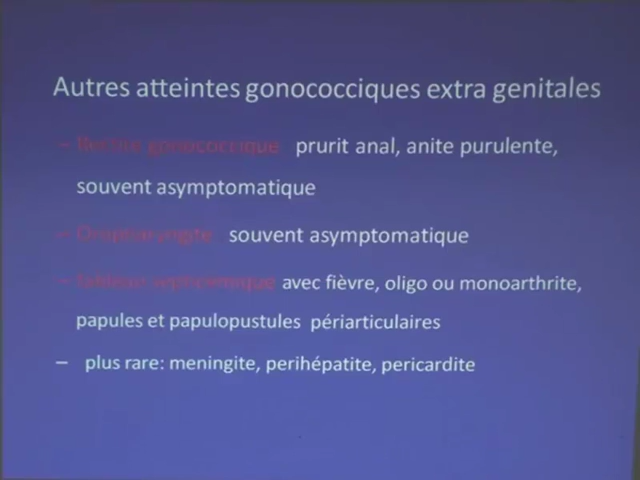 Autres atteintes gonococciques extra genitales
– Rectite gonococcique prurit anal, anite purulente,
souvent asymptomatique
– Oropharyngite souvent asymptomatique
– tableau septicémique avec fièvre, oligo ou monoarthrite,
papules et papulopustules périarticulaires
– plus rare: meningite, perihépatite, pericardite